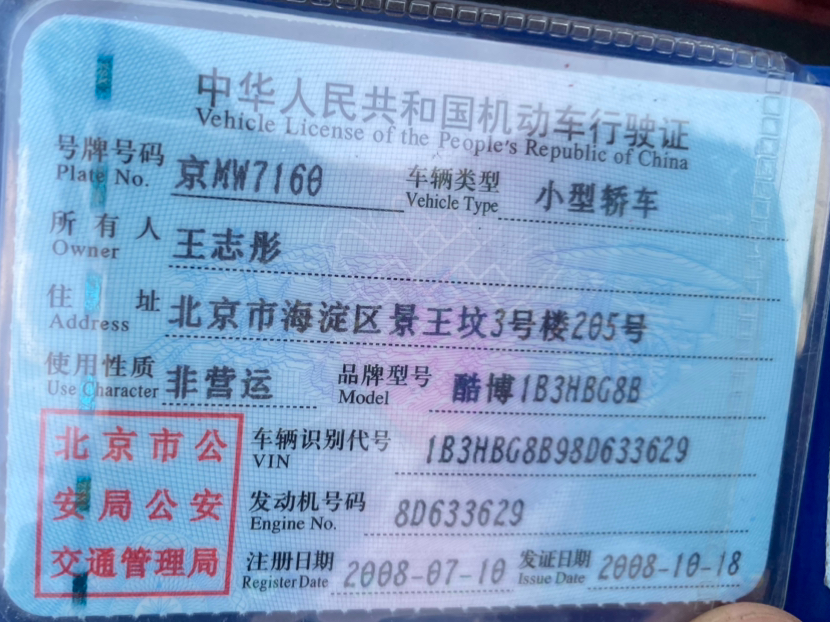 中华人民共和国机动车行驶证
Vehicle License of the People's Republic of China
号牌号码 京MW7160 车辆类型 小型轿车
Plate No. Vehicle Type
所有人 王志彤
Owner
住址 北京市海淀区景王坟3号楼205号
Address
使用性质 非营运 品牌型号 酷博1B3HBG8B
Use Character Model
北京市公 车辆识别代号 1B3HBG8B98D633629
VIN
安局公安 发动机号码 8D633629
Engine No.
交通管理局 注册日期 2008-07-10 发证日期 2008-10-18
Register Date Issue Date